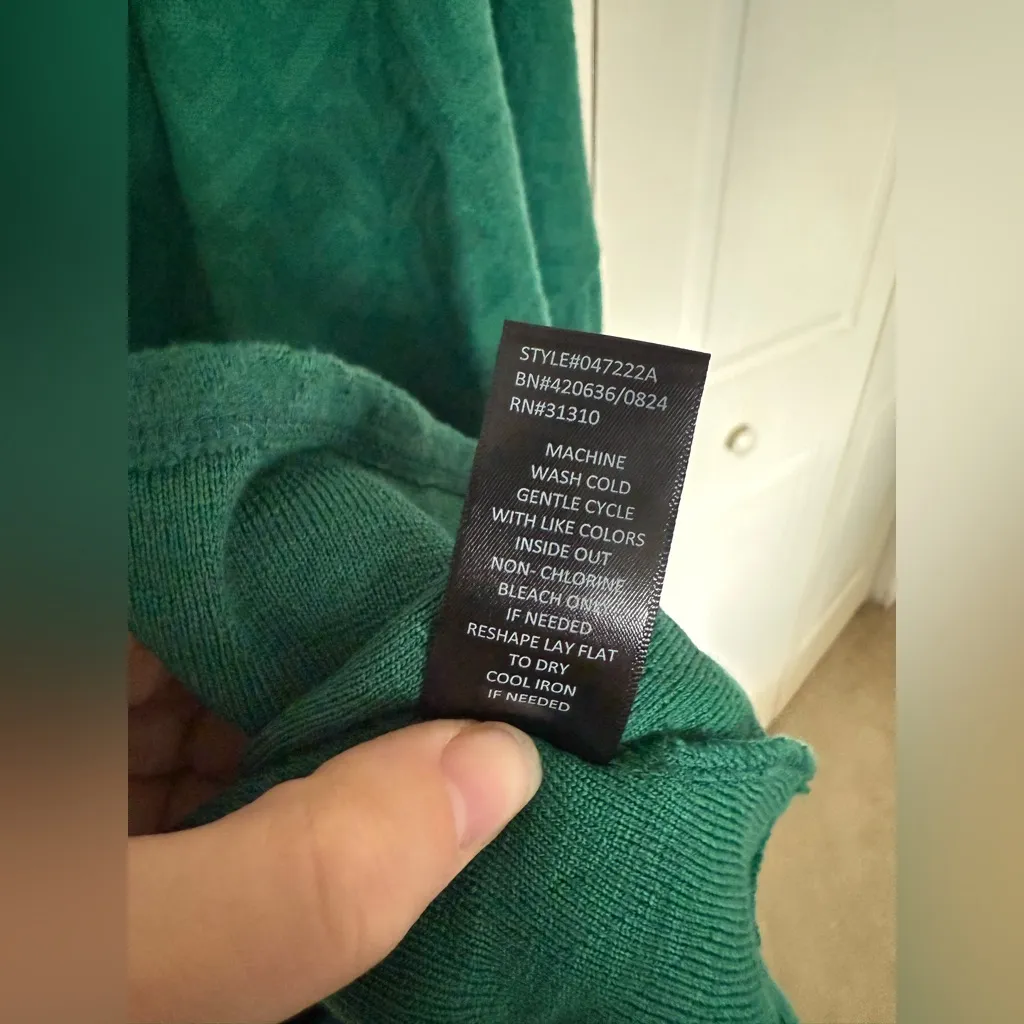 STYLE#047222A
BN#420636/0824
RN#31310
MACHINE
WASH COLD
GENTLE CYCLE
WITH LIKE COLORS
INSIDE OUT
NON- CHLORINE
BLEACH ONLY
IF NEEDED
RESHAPE LAY FLAT
TO DRY
COOL IRON
IF NEEDED